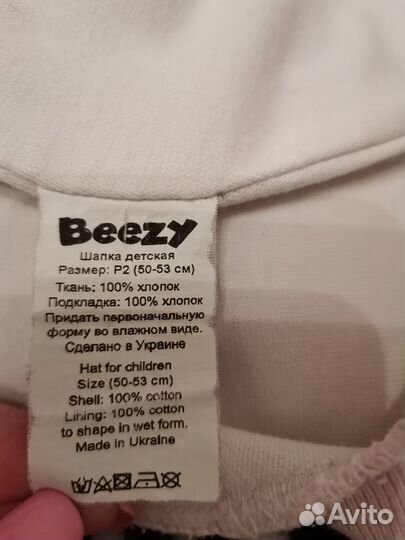 Beezy
Шапка детская
Размер: Р2 (50-53 см)
Ткань: 100% хлопок
Подкладка: 100% хлопок
Придать первоначальную
форму во влажном виде.
Сделано в Украине
Hat for children
Size (50-53 cm)
Shell: 100% cotton
Lining: 100% cotton
to shape in wet form.
Made in Ukraine
Avito